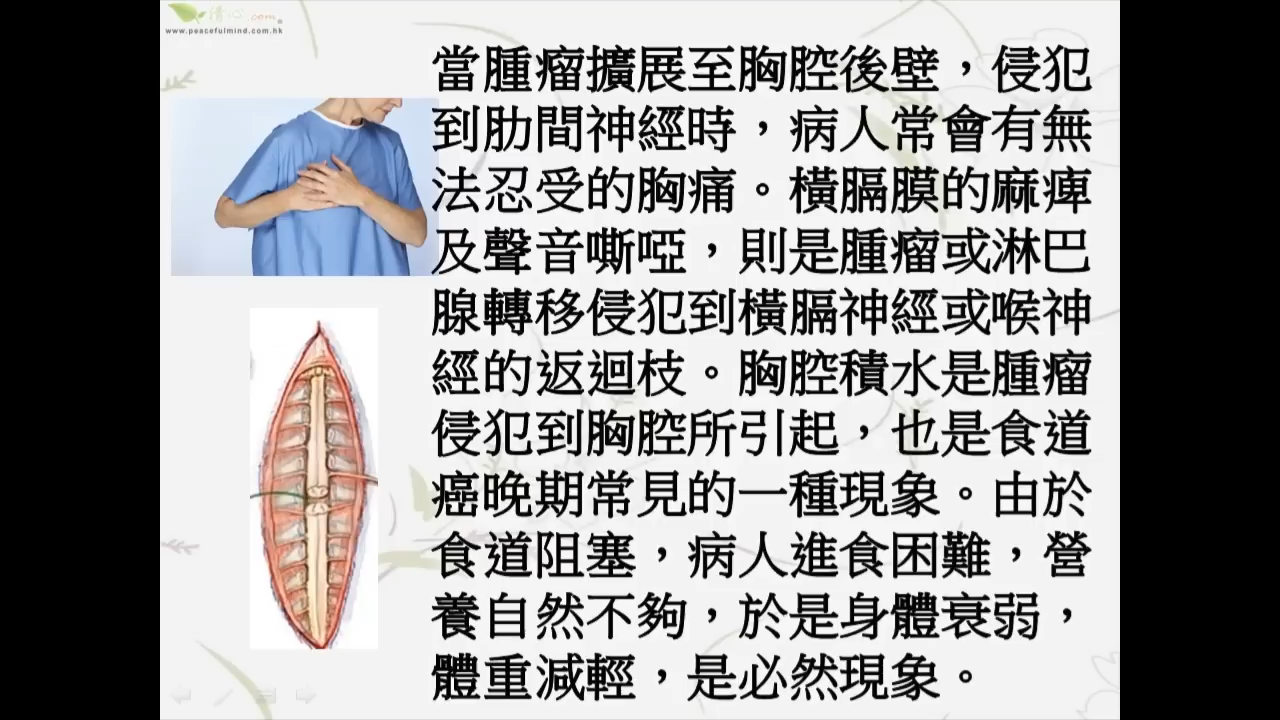 清心.com
www.peacefulmind.com.hk
當腫瘤擴展至胸腔後壁，侵犯
到肋間神經時，病人常會有無
法忍受的胸痛。橫膈膜的麻痺
及聲音嘶啞，則是腫瘤或淋巴
腺轉移侵犯到橫膈神經或喉神
經的返迴枝。胸腔積水是腫瘤
侵犯到胸腔所引起，也是食道
癌晚期常見的一種現象。由於
食道阻塞，病人進食困難，營
養自然不夠，於是身體衰弱，
體重減輕，是必然現象。